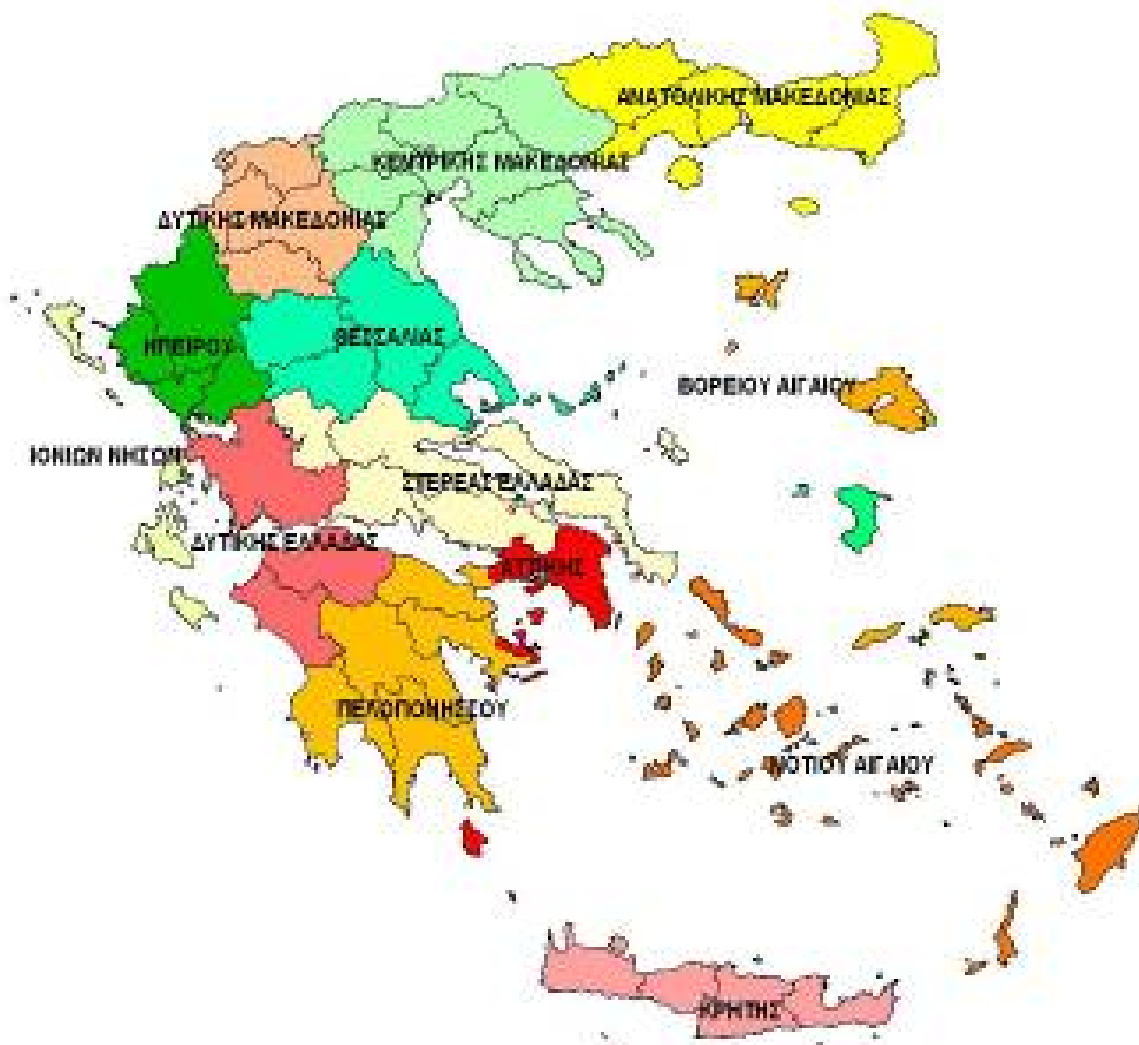 ΑΝΑΤΟΛΙΚΗΣ ΜΑΚΕΔΟΝΙΑΣ
ΚΕΝΤΡΙΚΗΣ ΜΑΚΕΔΟΝΙΑΣ
ΔΥΤΙΚΗΣ ΜΑΚΕΔΟΝΙΑΣ
ΗΠΕΙΡΟΥ
ΘΕΣΣΑΛΙΑΣ
ΒΟΡΕΙΟΥ ΑΙΓΑΙΟΥ
ΙΟΝΙΩΝ ΝΗΣΩΝ
ΣΤΕΡΕΑΣ ΕΛΛΑΔΑΣ
ΔΥΤΙΚΗΣ ΕΛΛΑΔΑΣ
ΑΤΤΙΚΗΣ
ΠΕΛΟΠΟΝΗΣΣΟΥ
ΝΟΤΙΟΥ ΑΙΓΑΙΟΥ
ΚΡΗΤΗΣ